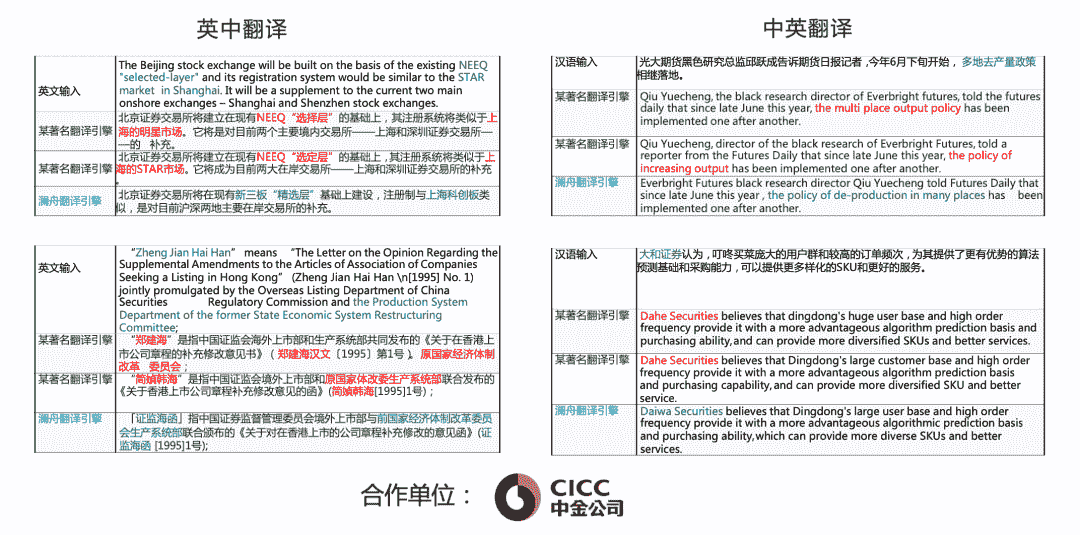 英中翻译
英文输入
The Beijing stock exchange will be built on the basis of the existing NEEQ
"selected-layer" and its registration system would be similar to the STAR
market in Shanghai. It will be a supplement to the current two main
onshore exchanges – Shanghai and Shenzhen stock exchanges.
某著名翻译引擎
北京证券交易所将建立在现有NEEQ“选择层”的基础上，其注册系统将类似于上
海的明星市场。它将是对目前两个主要境内交易所——上海和深圳证券交易所—
—的 补充。
某著名翻译引擎
北京证券交易所将建立在现有NEEQ“选定层”的基础上，其注册系统将类似于上
海的STAR市场。它将成为目前两大在岸交易所——上海和深圳证券交易所的补充
。
澜舟翻译引擎
北京证券交易所将在现有新三板“精选层”基础上建设，注册制与上海科创板类
似，是对目前沪深两地主要在岸交易所的补充。
英文输入
“Zheng Jian Hai Han” means “The Letter on the Opinion Regarding the
Supplemental Amendments to the Articles of Association of Companies
Seeking a Listing in Hong Kong” (Zheng Jian Hai Han \n[1995] No. 1)
jointly promulgated by the Overseas Listing Department of China
Securities Regulatory Commission and the Production System
Department of the former State Economic System Restructuring
Committee;
某著名翻译引擎
“郑建海”是指中国证监会海外上市部和生产系统部共同发布的《关于在香港上
市公司章程的补充修改意见书》（郑建海汉文〔1995〕第1号）。原国家经济体制
改革 委员会；
某著名翻译引擎
“简媜韩海”是指中国证监会境外上市部和原国家体改委生产系统部联合发布的
《关于香港上市公司章程补充修改意见的函》(简媜韩海[1995]1号)；
澜舟翻译引擎
「证监海函」指中国证券监督管理委员会境外上市部与前国家经济体制改革委员
会生产系统部联合颁布的《关于对在香港上市的公司章程补充修改的意见函》(证
监海函 [1995]1号);
中英翻译
汉语输入
光大期货黑色研究总监邱跃成告诉期货日报记者,今年6月下旬开始，多地去产量政策
相继落地。
某著名翻译引擎
Qiu Yuecheng, the black research director of Everbright futures, told the futures
daily that since late June this year, the multi place output policy has been
implemented one after another.
某著名翻译引擎
Qiu Yuecheng, director of the black research of Everbright Futures, told a
reporter from the Futures Daily that since late June this year, the policy of
increasing output has been implemented one after another.
澜舟翻译引擎
Everbright Futures black research director Qiu Yuecheng told Futures Daily that
since late June this year , the policy of de-production in many places has been
implemented one after another.
汉语输入
大和证券认为，叮咚买菜庞大的用户群和较高的订单频次，为其提供了更有优势的算法
预测基础和采购能力，可以提供更多样化的SKU和更好的服务。
某著名翻译引擎
Dahe Securities believes that dingdong's huge user base and high order
frequency provide it with a more advantageous algorithm prediction basis and
purchasing ability,and can provide more diversified SKUs and better services.
某著名翻译引擎
Dahe Securities believes that Dingdong's large customer base and high order
frequency provide it with a more advantageous algorithm prediction basis
and purchasing capability,and can provide more diversified SKU and better
service.
澜舟翻译引擎
Daiwa Securities believes that Dingdong's large user base and high order
frequency provide it with a more advantageous algorithmic prediction basis
and purchasing ability,which can provide more diverse SKUs and better
services.
合作单位：
CICC
中金公司